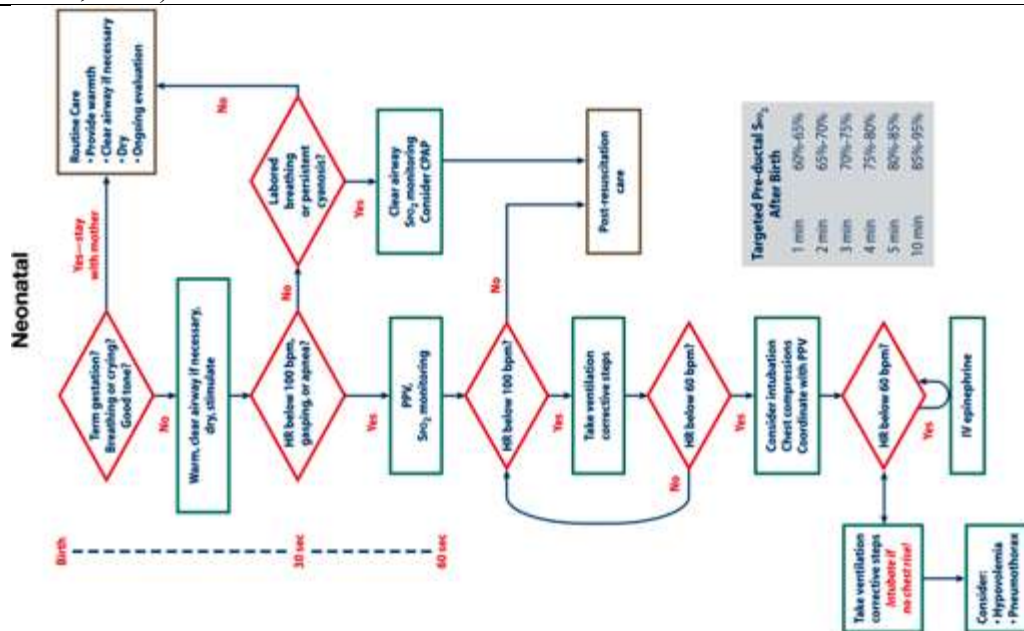 Neonatal
Birth
30 sec
60 sec
Term gestation?
Breathing or crying?
Good tone?
Yes—stay
with mother
Routine Care
• Provide warmth
• Clear airway if necessary
• Dry
• Ongoing evaluation
No
Warm, clear airway if necessary,
dry, stimulate
HR below 100 bpm,
gasping, or apnea?
No
Labored
breathing
or persistent
cyanosis?
No
Yes
Yes
PPV,
SPO₂ monitoring
Clear airway
SPO₂ monitoring
Consider CPAP
HR below 100 bpm?
No
Post-resuscitation
care
Yes
Take ventilation
corrective steps
HR below 60 bpm?
No
Yes
Consider intubation
Chest compressions
Coordinate with PPV
HR below 60 bpm?
Yes
IV epinephrine
Take ventilation
corrective steps
Intubate if
no chest rise!
Consider:
• Hypovolemia
• Pneumothorax
Targeted Pre-ductal SPO₂
After Birth
1 min 60%-65%
2 min 65%-70%
3 min 70%-75%
4 min 75%-80%
5 min 80%-85%
10 min 85%-95%